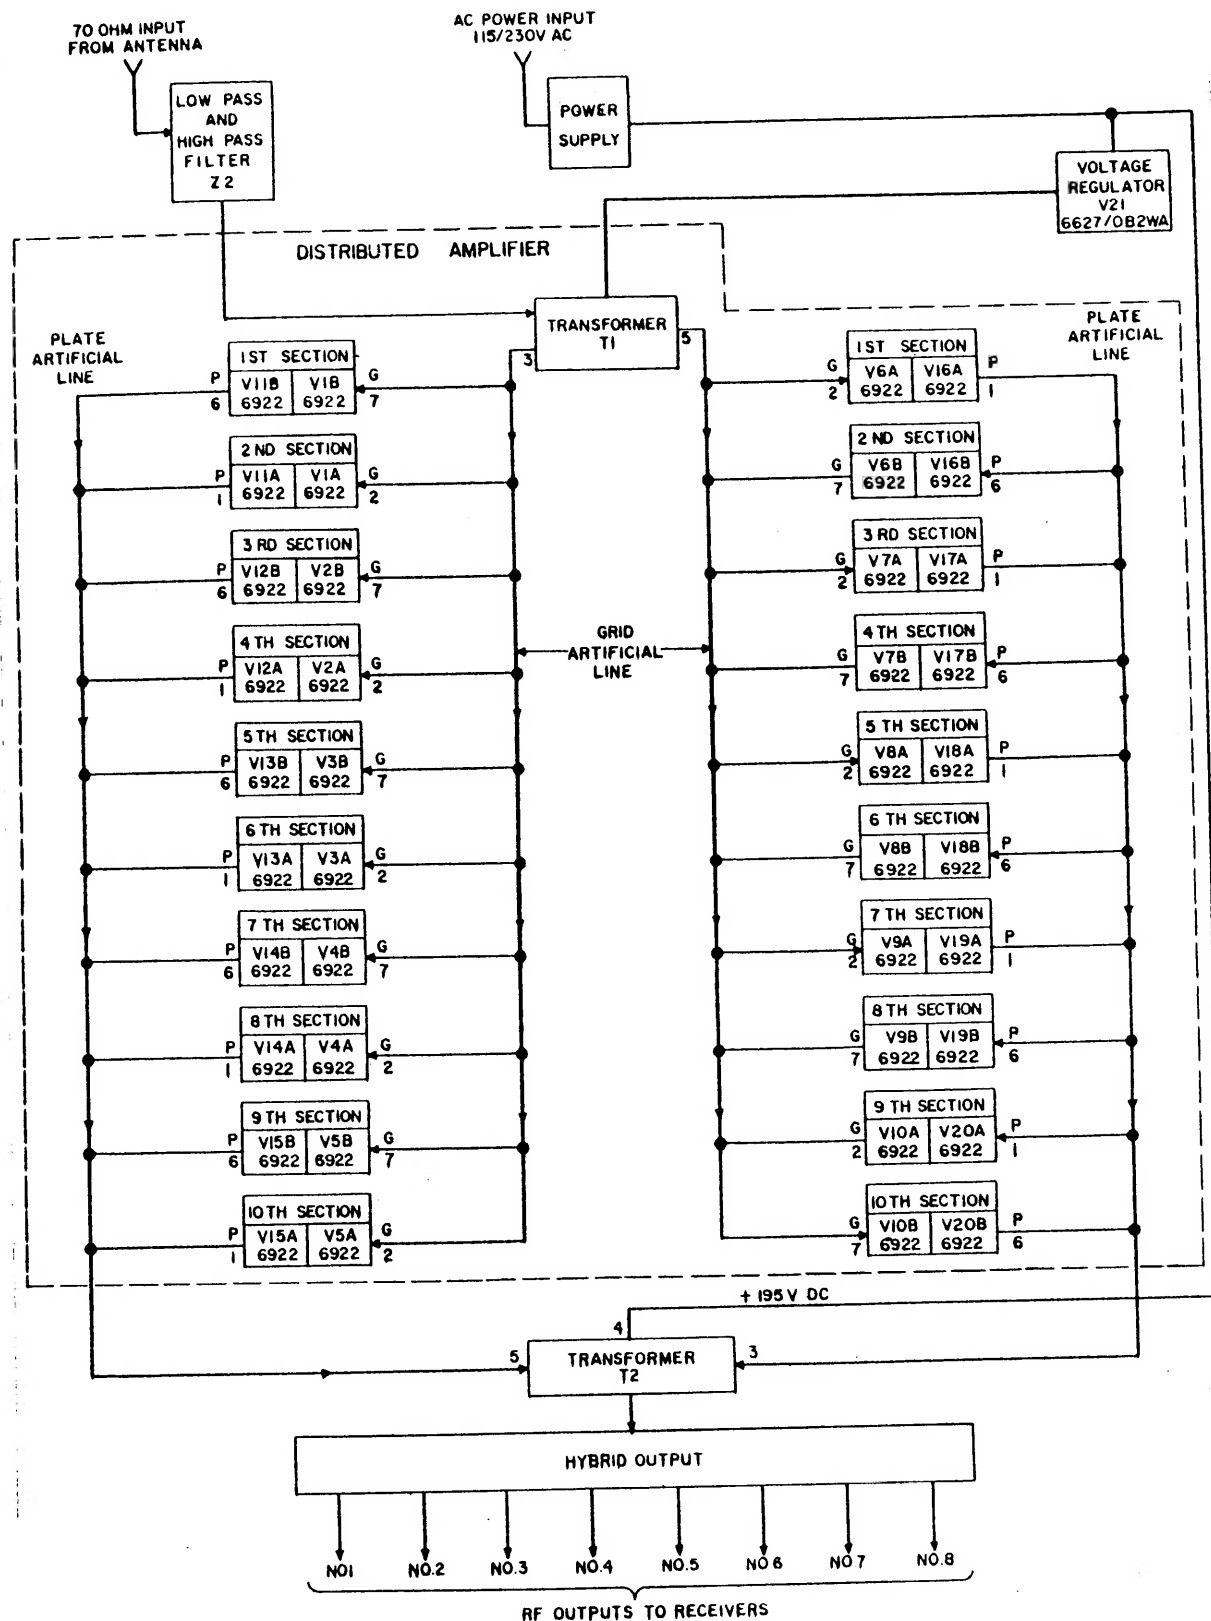 70 OHM INPUT
FROM ANTENNA
AC POWER INPUT
115/230V AC
LOW PASS
AND
HIGH PASS
FILTER
Z2
POWER
SUPPLY
VOLTAGE
REGULATOR
V21
6627/OB2WA
DISTRIBUTED AMPLIFIER
TRANSFORMER
T1
3
5
PLATE
ARTIFICIAL
LINE
PLATE
ARTIFICIAL
LINE
GRID
ARTIFICIAL
LINE
1ST SECTION
P V11B V1B G
6 6922 6922 7
2ND SECTION
P V11A V1A G
1 6922 6922 2
3RD SECTION
P V12B V2B G
6 6922 6922 7
4TH SECTION
P V12A V2A G
1 6922 6922 2
5TH SECTION
P V13B V3B G
6 6922 6922 7
6TH SECTION
P V13A V3A G
1 6922 6922 2
7TH SECTION
P V14B V4B G
6 6922 6922 7
8TH SECTION
P V14A V4A G
1 6922 6922 2
9TH SECTION
P V15B V5B G
6 6922 6922 7
10TH SECTION
P V15A V5A G
1 6922 6922 2
1ST SECTION
G V6A V16A P
2 6922 6922 1
2ND SECTION
G V6B V16B P
7 6922 6922 6
3RD SECTION
G V7A V17A P
2 6922 6922 1
4TH SECTION
G V7B V17B P
7 6922 6922 6
5TH SECTION
G V8A V18A P
2 6922 6922 1
6TH SECTION
G V8B V18B P
7 6922 6922 6
7TH SECTION
G V9A V19A P
2 6922 6922 1
8TH SECTION
G V9B V19B P
7 6922 6922 6
9TH SECTION
G V10A V20A P
2 6922 6922 1
10TH SECTION
G V10B V20B P
7 6922 6922 6
+195V DC
4
5
TRANSFORMER
T2
3
HYBRID OUTPUT
NO1 NO.2 NO.3 NO.4 NO.5 NO6 NO.7 NO.8
RF OUTPUTS TO RECEIVERS